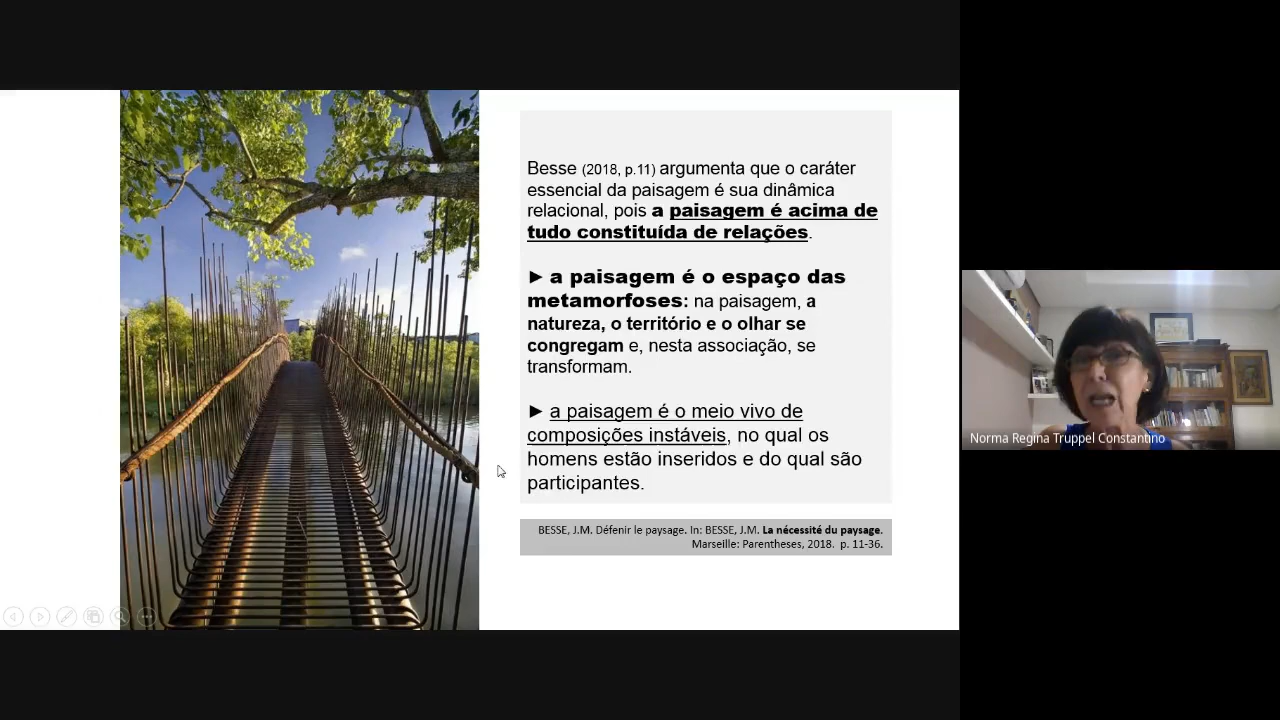 Besse (2018, p.11) argumenta que o caráter
essencial da paisagem é sua dinâmica
relacional, pois a paisagem é acima de
tudo constituída de relações.
► a paisagem é o espaço das
metamorfoses: na paisagem, a
natureza, o território e o olhar se
congregam e, nesta associação, se
transformam.
► a paisagem é o meio vivo de
composições instáveis, no qual os
homens estão inseridos e do qual são
participantes.
BESSE, J.M. Défenir le paysage. In: BESSE, J.M. La nécessité du paysage.
Marseille: Parentheses, 2018. p. 11-36.
Norma Regina Truppel Constantino